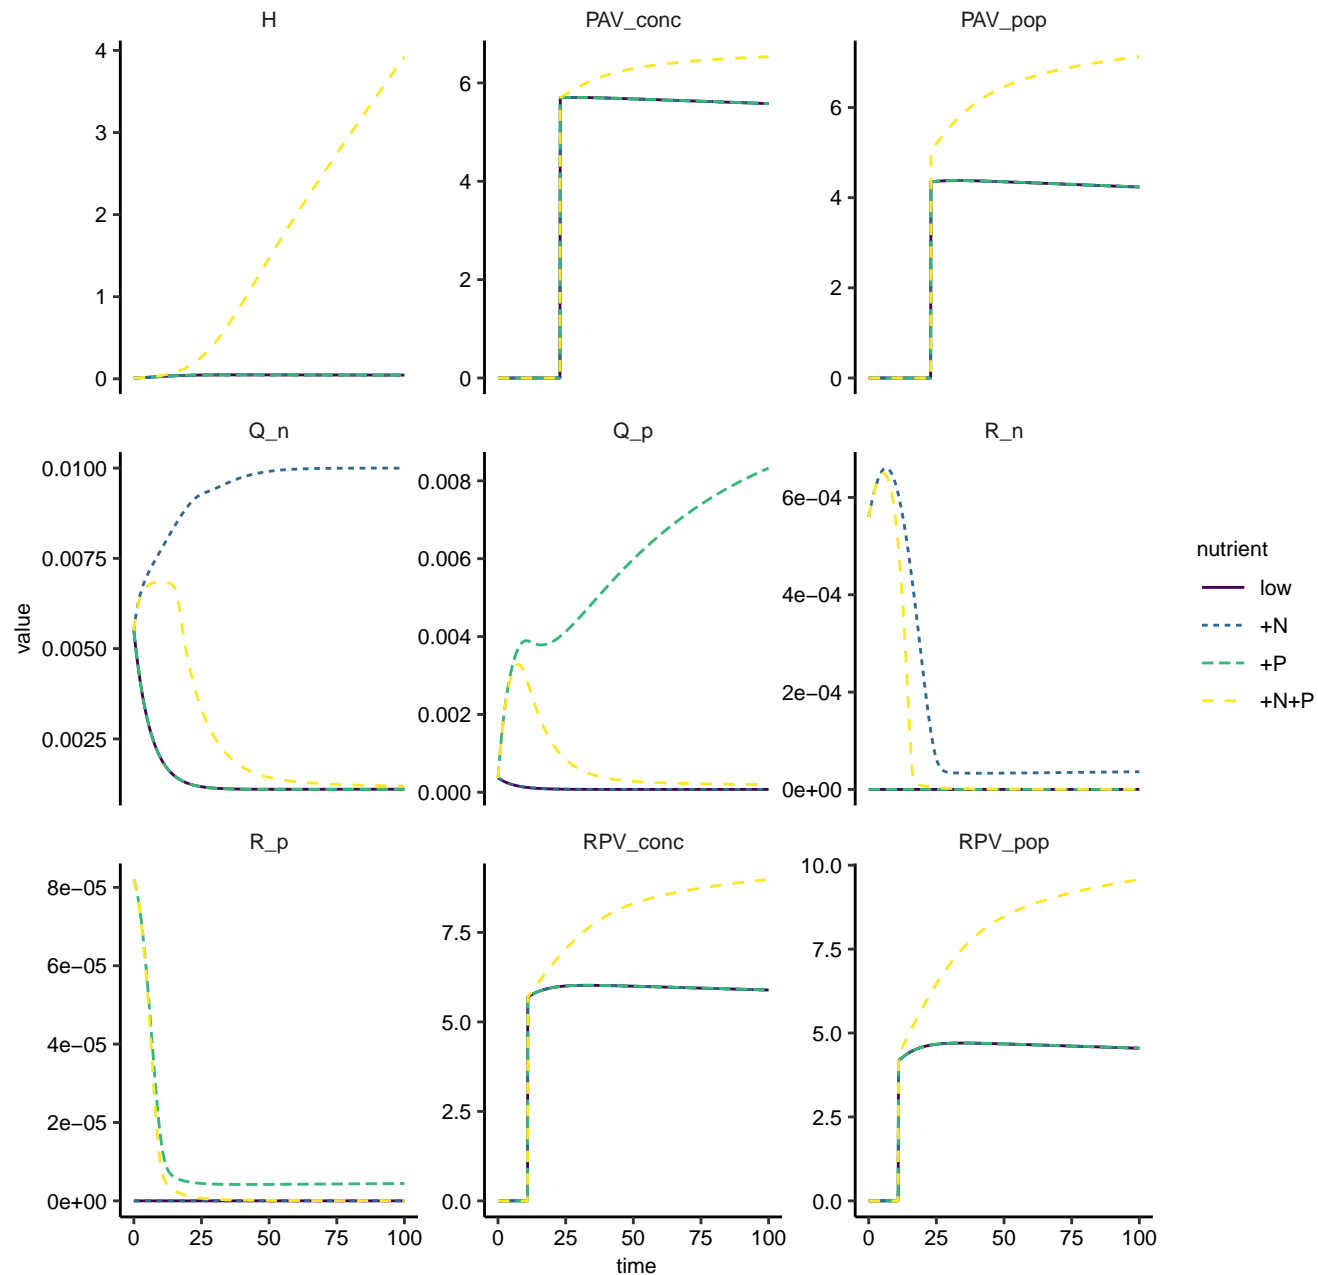 H
PAV_conc
PAV_pop
4
3
2
1
0
6
4
2
0
6
4
2
0
Q_n
Q_p
R_n
value
0.0100
0.0075
0.0050
0.0025
0.008
0.006
0.004
0.002
0.000
6e−04
4e−04
2e−04
0e+00
nutrient
low
+N
+P
+N+P
R_p
RPV_conc
RPV_pop
8e−05
6e−05
4e−05
2e−05
0e+00
7.5
5.0
2.5
0.0
10.0
7.5
5.0
2.5
0.0
0 25 50 75 100
0 25 50 75 100
0 25 50 75 100
time